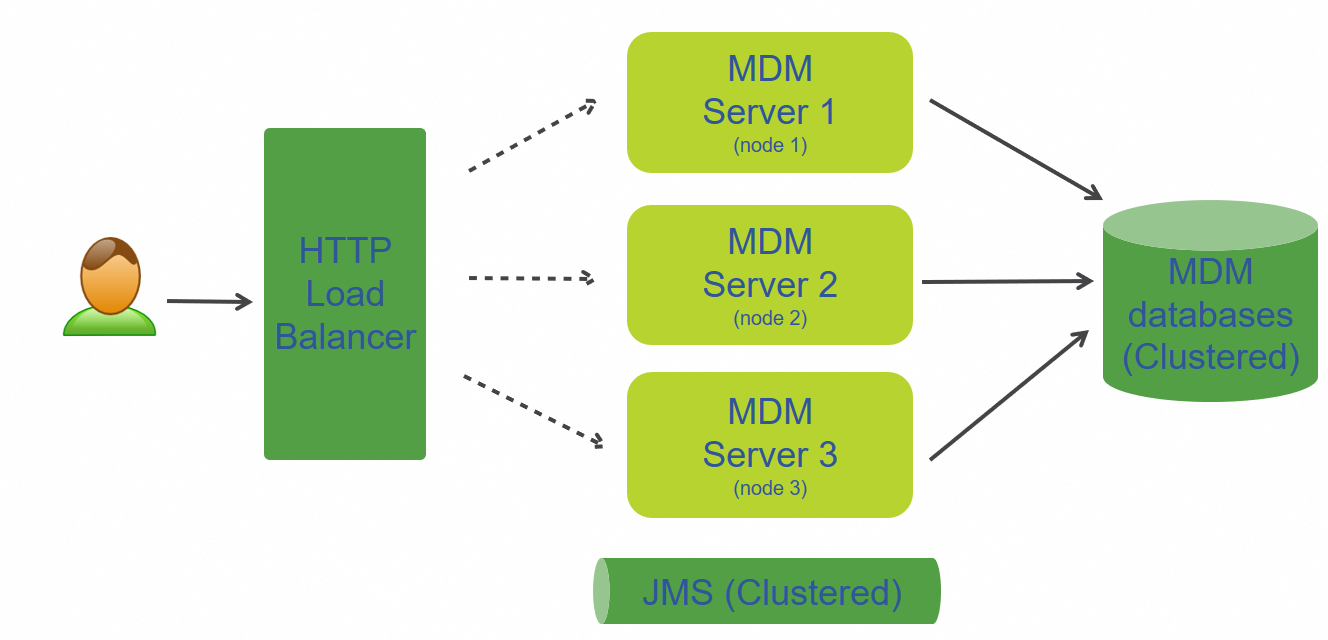 HTTP
Load
Balancer
MDM
Server 1
(node 1)
MDM
Server 2
(node 2)
MDM
Server 3
(node 3)
JMS (Clustered)
MDM
databases
(Clustered)